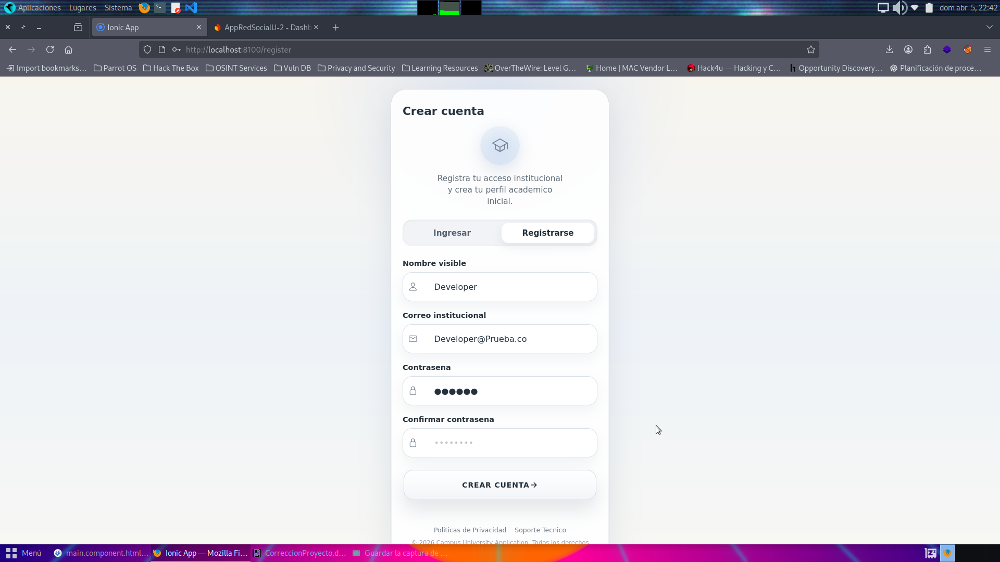 Aplicaciones Lugares Sistema dom abr 5, 22:42
Ionic App AppRedSocialU-2 - Dashb
http://localhost:8100/register
Import bookmarks... Parrot OS Hack The Box OSINT Services Vuln DB Privacy and Security Learning Resources OverTheWire: Level G... Home | MAC Vendor L... Hack4u — Hacking y C... Opportunity Discovery... Planificación de proce...
Crear cuenta
Registra tu acceso institucional
y crea tu perfil academico
inicial.
Ingresar Registrarse
Nombre visible
Developer
Correo institucional
Developer@Prueba.co
Contrasena
●●●●●●
Confirmar contrasena
••••••••
CREAR CUENTA→
Politicas de Privacidad Soporte Tecnico
© 2026 Campus University Application. Todos los derechos
Menú main.component.html... Ionic App — Mozilla Fi... CorreccionProyecto.d... Guardar la captura de ...